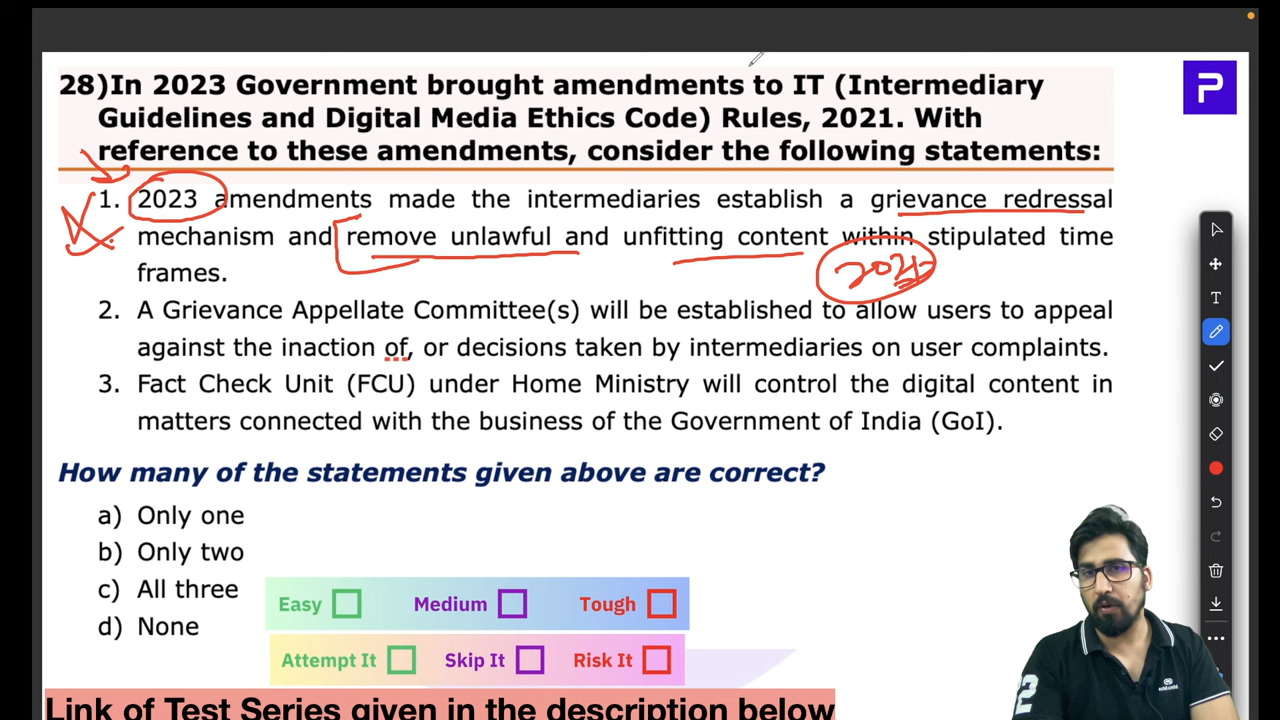 28)In 2023 Government brought amendments to IT (Intermediary
Guidelines and Digital Media Ethics Code) Rules, 2021. With
reference to these amendments, consider the following statements:
1. 2023 amendments made the intermediaries establish a grievance redressal
mechanism and remove unlawful and unfitting content within stipulated time
frames.
2. A Grievance Appellate Committee(s) will be established to allow users to appeal
against the inaction of, or decisions taken by intermediaries on user complaints.
3. Fact Check Unit (FCU) under Home Ministry will control the digital content in
matters connected with the business of the Government of India (GoI).
How many of the statements given above are correct?
a) Only one
b) Only two
c) All three
d) None
Easy Medium Tough
Attempt It Skip It Risk It
Link of Test Series given in the description below
P
T